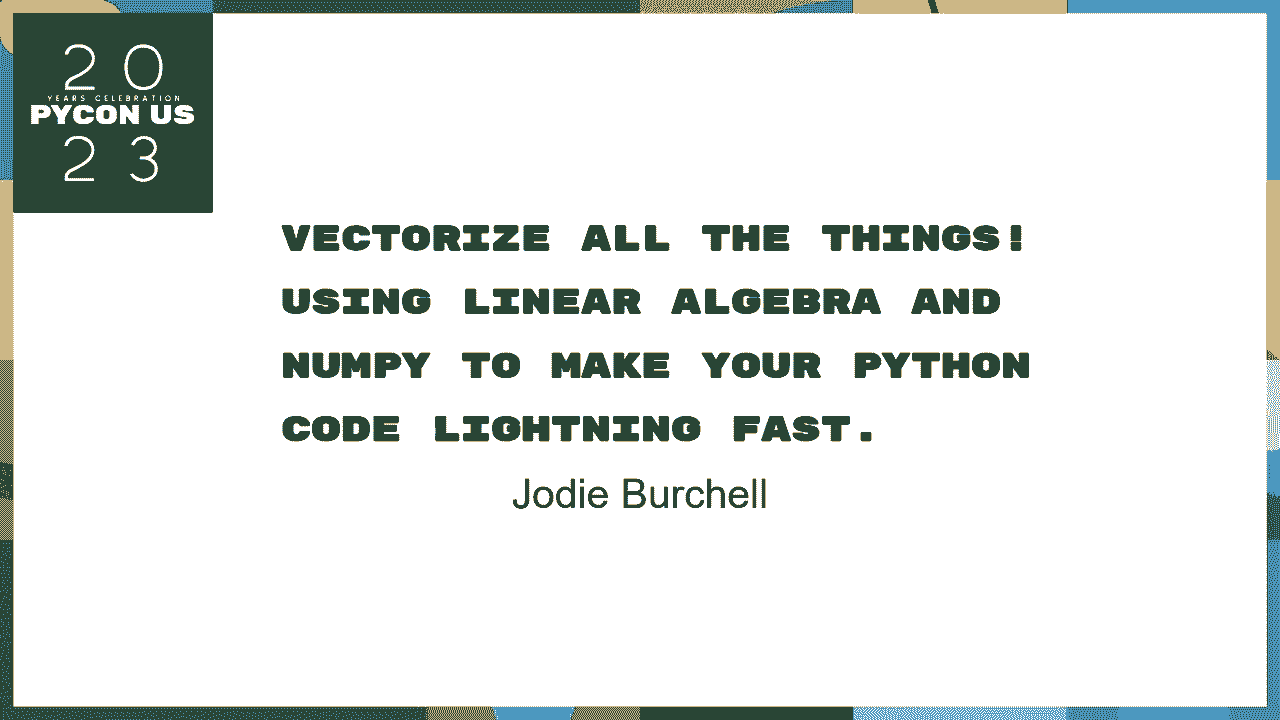 20
YEARS CELEBRATION
PYCON US
23
VECTORIZE ALL THE THINGS!
USING LINEAR ALGEBRA AND
NUMPY TO MAKE YOUR PYTHON
CODE LIGHTNING FAST.
Jodie Burchell